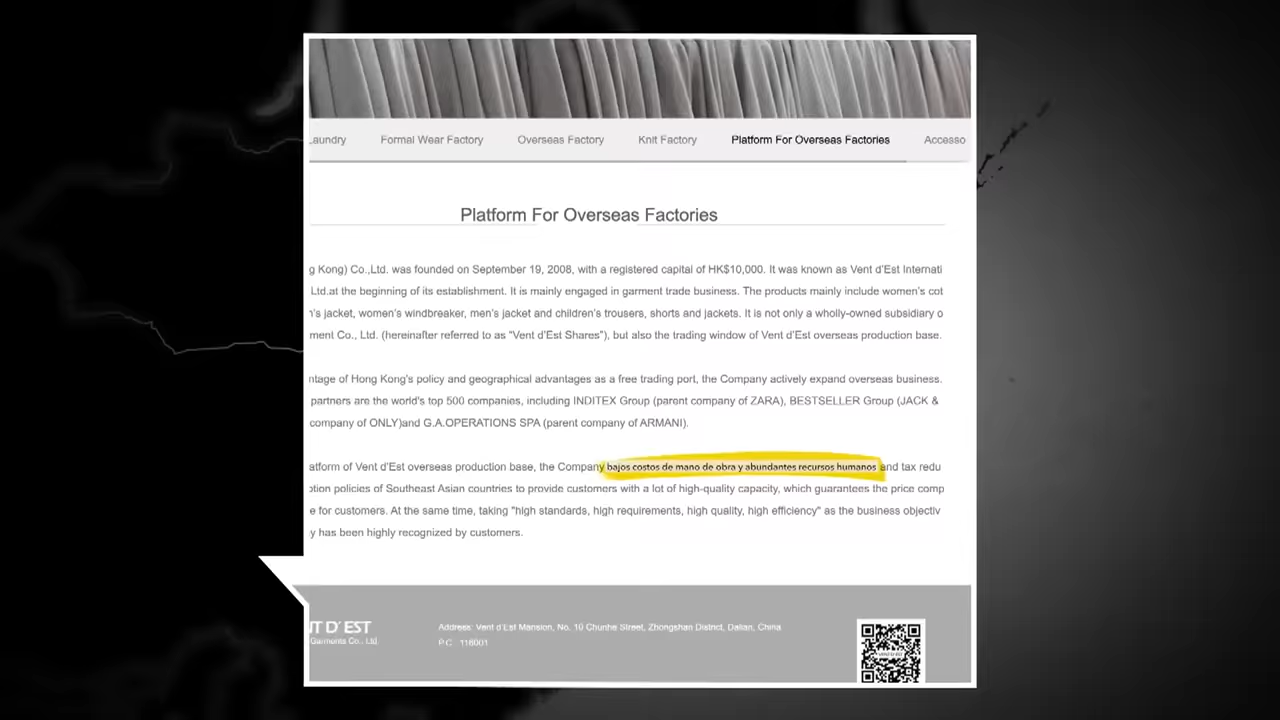 Laundry Formal Wear Factory Overseas Factory Knit Factory Platform For Overseas Factories Accesso
Platform For Overseas Factories
g Kong) Co.,Ltd. was founded on September 19, 2008, with a registered capital of HK$10,000. It was known as Vent d'Est Internati
Ltd.at the beginning of its establishment. It is mainly engaged in garment trade business. The products mainly include women's cot
n's jacket, women's windbreaker, men's jacket and children's trousers, shorts and jackets. It is not only a wholly-owned subsidiary o
ment Co., Ltd. (hereinafter referred to as “Vent d'Est Shares”), but also the trading window of Vent d'Est overseas production base.
ntage of Hong Kong's policy and geographical advantages as a free trading port, the Company actively expand overseas business.
partners are the world's top 500 companies, including INDITEX Group (parent company of ZARA), BESTSELLER Group (JACK &
company of ONLY)and G.A.OPERATIONS SPA (parent company of ARMANI).
atform of Vent d'Est overseas production base, the Company bajos costos de mano de obra y abundantes recursos humanos and tax redu
ption policies of Southeast Asian countries to provide customers with a lot of high-quality capacity, which guarantees the price comp
e for customers. At the same time, taking "high standards, high requirements, high quality, high efficiency" as the business objectiv
y has been highly recognized by customers.
NT D'EST
Garments Co., Ltd.
Address: Vent d'Est Mansion, No. 10 Chunhe Street, Zhongshan District, Dalian, China
P.C.: 116001